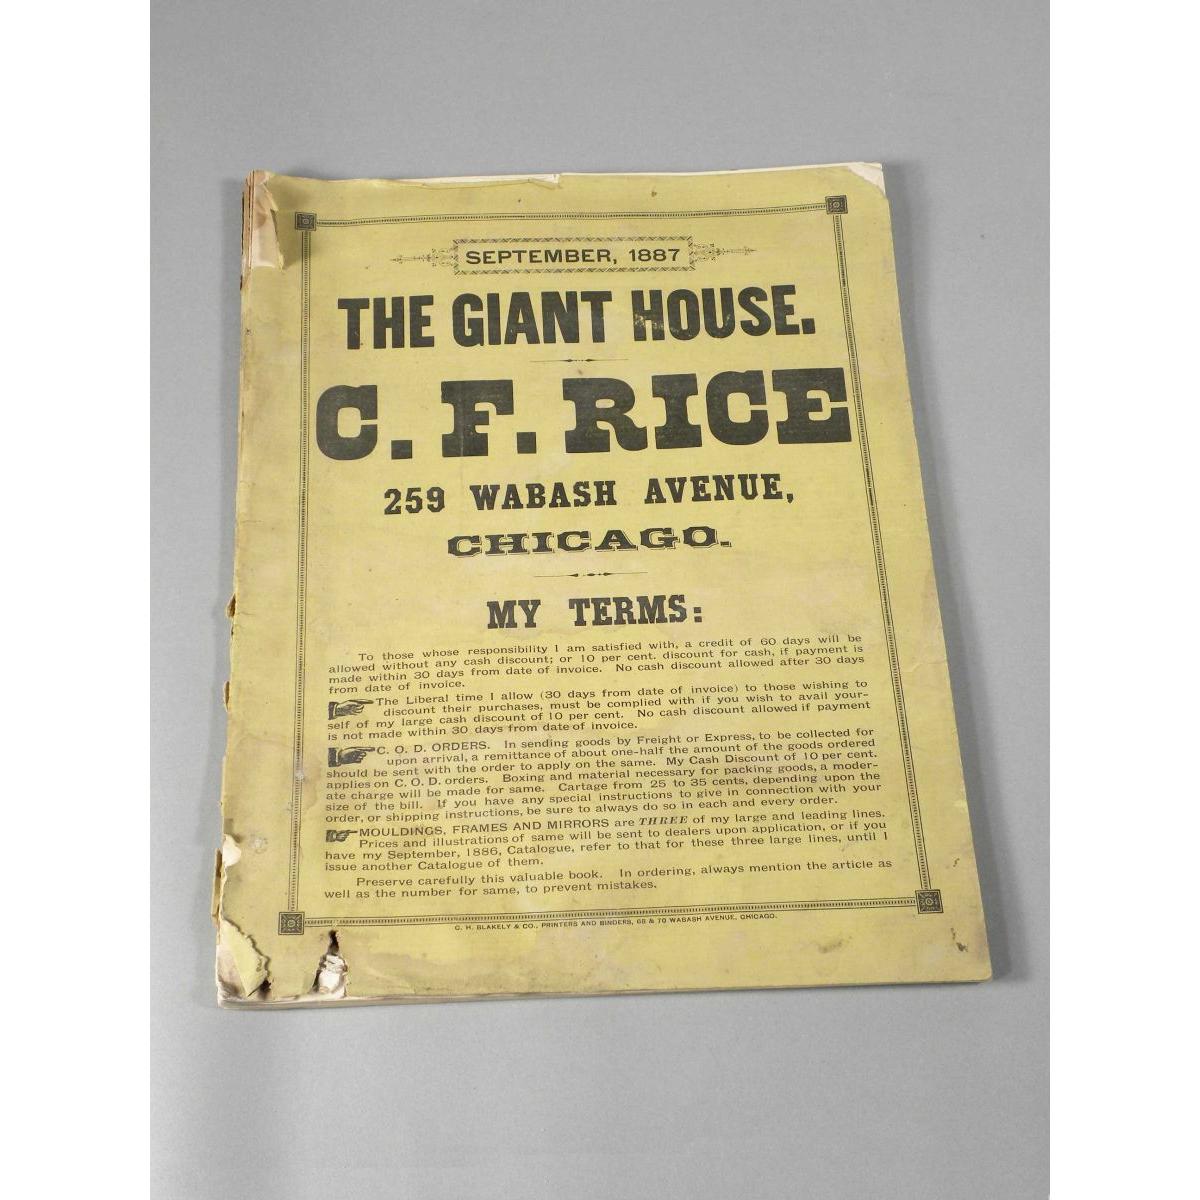 SEPTEMBER, 1887
THE GIANT HOUSE.
C. F. RICE
259 WABASH AVENUE,
CHICAGO.
MY TERMS:
To those whose responsibility I am satisfied with, a credit of 60 days will be
allowed without any cash discount; or 10 per cent. discount for cash, if payment is
made within 30 days from date of invoice. No cash discount allowed after 30 days
from date of invoice.
The Liberal time I allow (30 days from date of invoice) to those wishing to
discount their purchases, must be complied with if you wish to avail your-
self of my large cash discount of 10 per cent. No cash discount allowed if payment
is not made within 30 days from date of invoice.
C. O. D. ORDERS. In sending goods by Freight or Express, to be collected for
upon arrival, a remittance of about one-half the amount of the goods ordered
should be sent with the order to apply on the same. My Cash Discount of 10 per cent.
applies on C. O. D. orders. Boxing and material necessary for packing goods, a moder-
ate charge will be made for same. Cartage from 25 to 35 cents, depending upon the
size of the bill. If you have any special instructions to give in connection with your
order, or shipping instructions, be sure to always do so in each and every order.
MOULDINGS, FRAMES AND MIRRORS are THREE of my large and leading lines.
Prices and illustrations of same will be sent to dealers upon application, or if you
have my September, 1886, Catalogue, refer to that for these three large lines, until I
issue another Catalogue of them.
Preserve carefully this valuable book. In ordering, always mention the article as
well as the number for same, to prevent mistakes.
C. H. BLAKELY & CO., PRINTERS AND BINDERS, 68 & 70 WABASH AVENUE, CHICAGO.